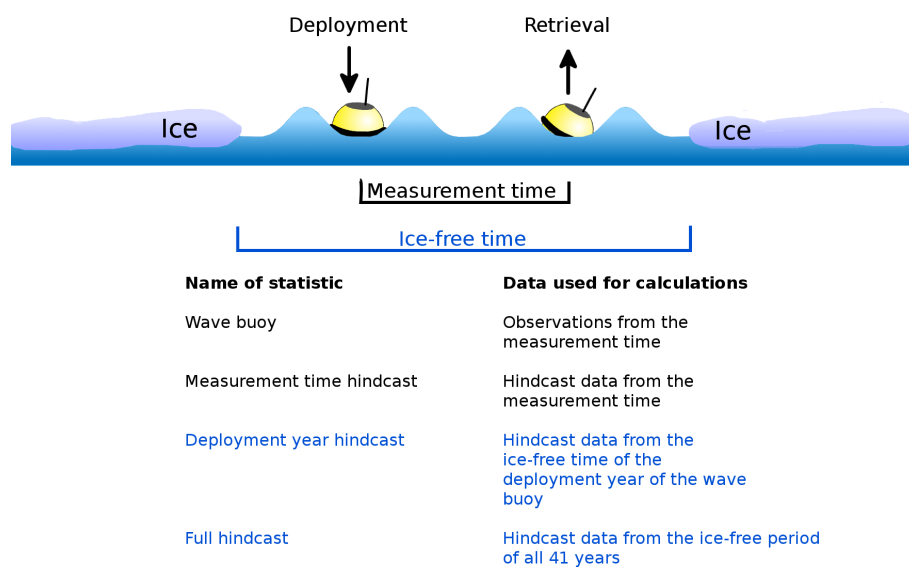 Deployment
Retrieval
Ice
Ice
Measurement time
Ice-free time
Name of statistic
Data used for calculations
Wave buoy
Observations from the
measurement time
Measurement time hindcast
Hindcast data from the
measurement time
Deployment year hindcast
Hindcast data from the
ice-free time of the
deployment year of the wave
buoy
Full hindcast
Hindcast data from the ice-free period
of all 41 years